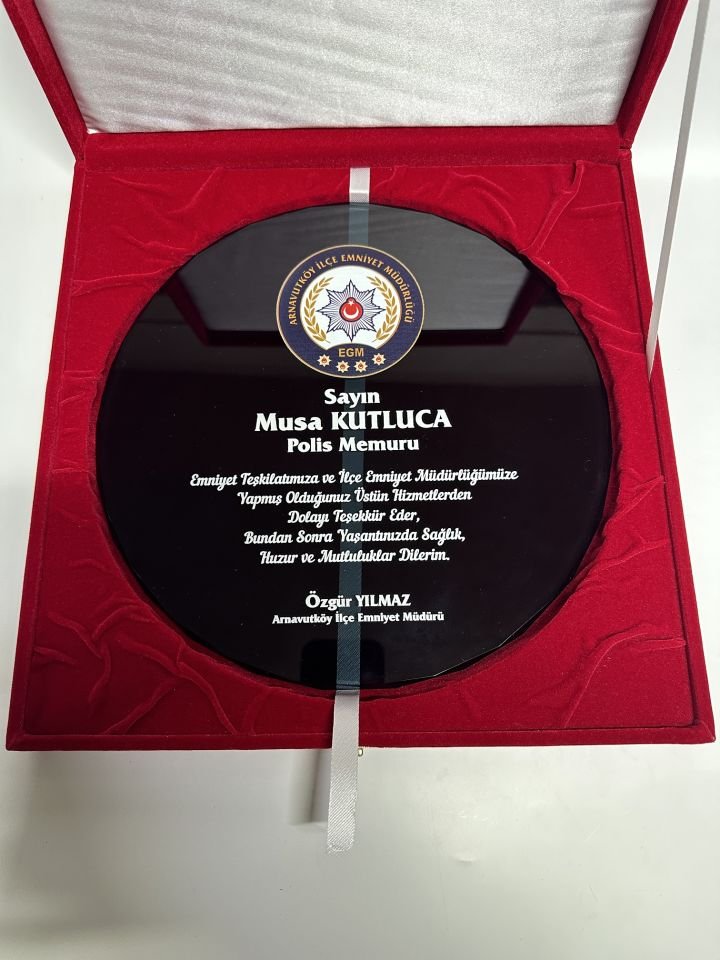 ARNAVUTKÖY İLÇE EMNİYET MÜDÜRLÜĞÜ
EGM
Sayın
Musa KUTLUCA
Polis Memuru
Emniyet Teşkilatımıza ve İlçe Emniyet Müdürlüğümüze
Yapmış Olduğunuz Üstün Hizmetlerden
Dolayı Teşekkür Eder,
Bundan Sonra Yaşantınızda Sağlık,
Huzur ve Mutluluklar Dilerim.
Özgür YILMAZ
Arnavutköy İlçe Emniyet Müdürü